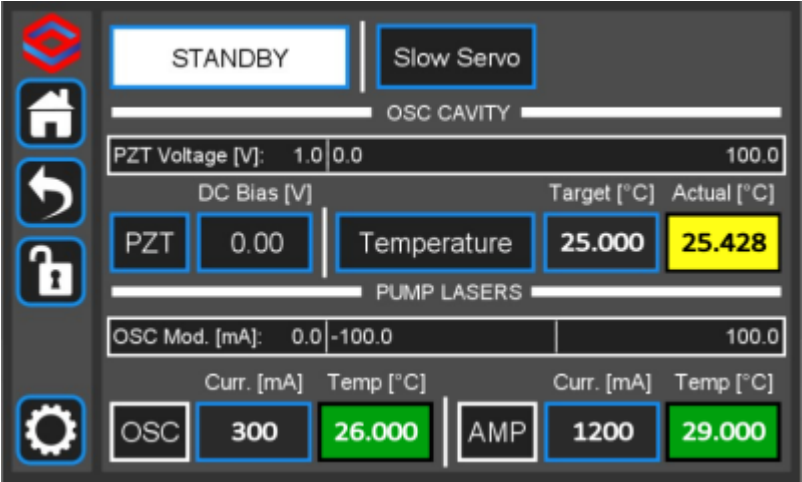 STANDBY Slow Servo
OSC CAVITY
PZT Voltage [V]: 1.0 0.0 100.0
DC Bias [V] Target [°C] Actual [°C]
PZT 0.00 Temperature 25.000 25.428
PUMP LASERS
OSC Mod. [mA]: 0.0 -100.0 100.0
Curr. [mA] Temp [°C] Curr. [mA] Temp [°C]
OSC 300 26.000 AMP 1200 29.000